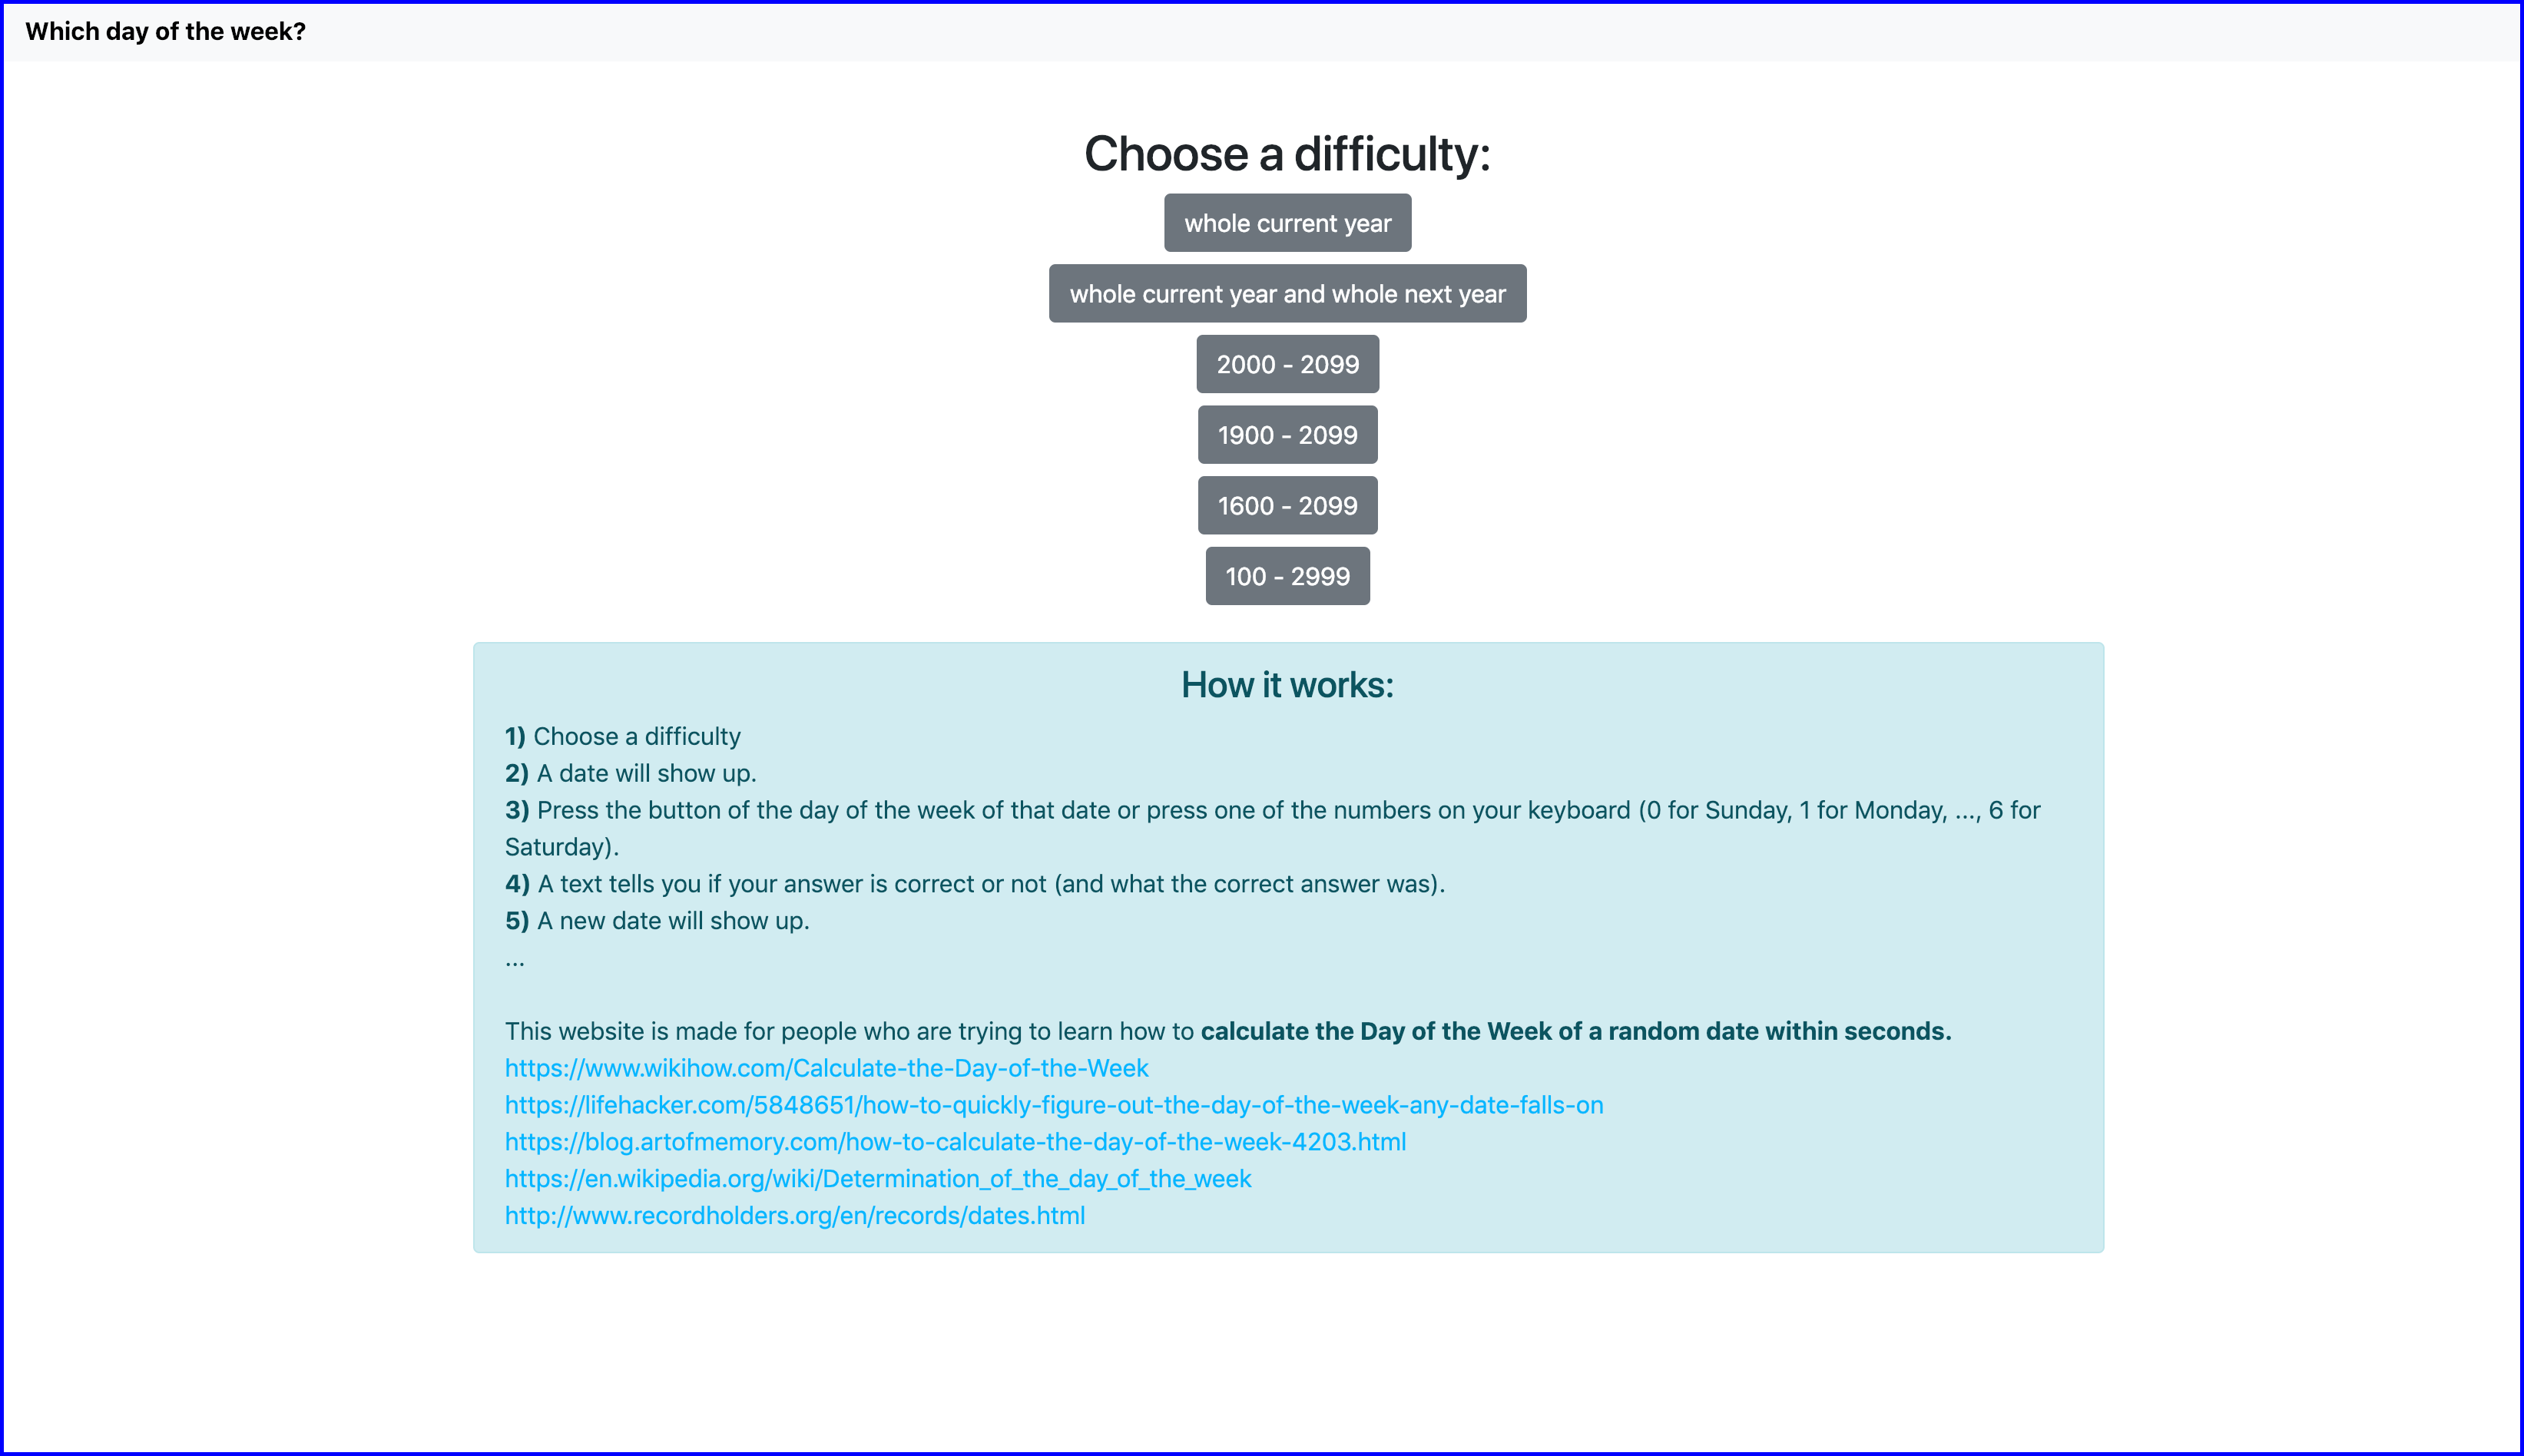 Which day of the week?
Choose a difficulty:
whole current year
whole current year and whole next year
2000 - 2099
1900 - 2099
1600 - 2099
100 - 2999
How it works:
1) Choose a difficulty
2) A date will show up.
3) Press the button of the day of the week of that date or press one of the numbers on your keyboard (0 for Sunday, 1 for Monday, ..., 6 for
Saturday).
4) A text tells you if your answer is correct or not (and what the correct answer was).
5) A new date will show up.
...
This website is made for people who are trying to learn how to calculate the Day of the Week of a random date within seconds.
https://www.wikihow.com/Calculate-the-Day-of-the-Week
https://lifehacker.com/5848651/how-to-quickly-figure-out-the-day-of-the-week-any-date-falls-on
https://blog.artofmemory.com/how-to-calculate-the-day-of-the-week-4203.html
https://en.wikipedia.org/wiki/Determination_of_the_day_of_the_week
http://www.recordholders.org/en/records/dates.html